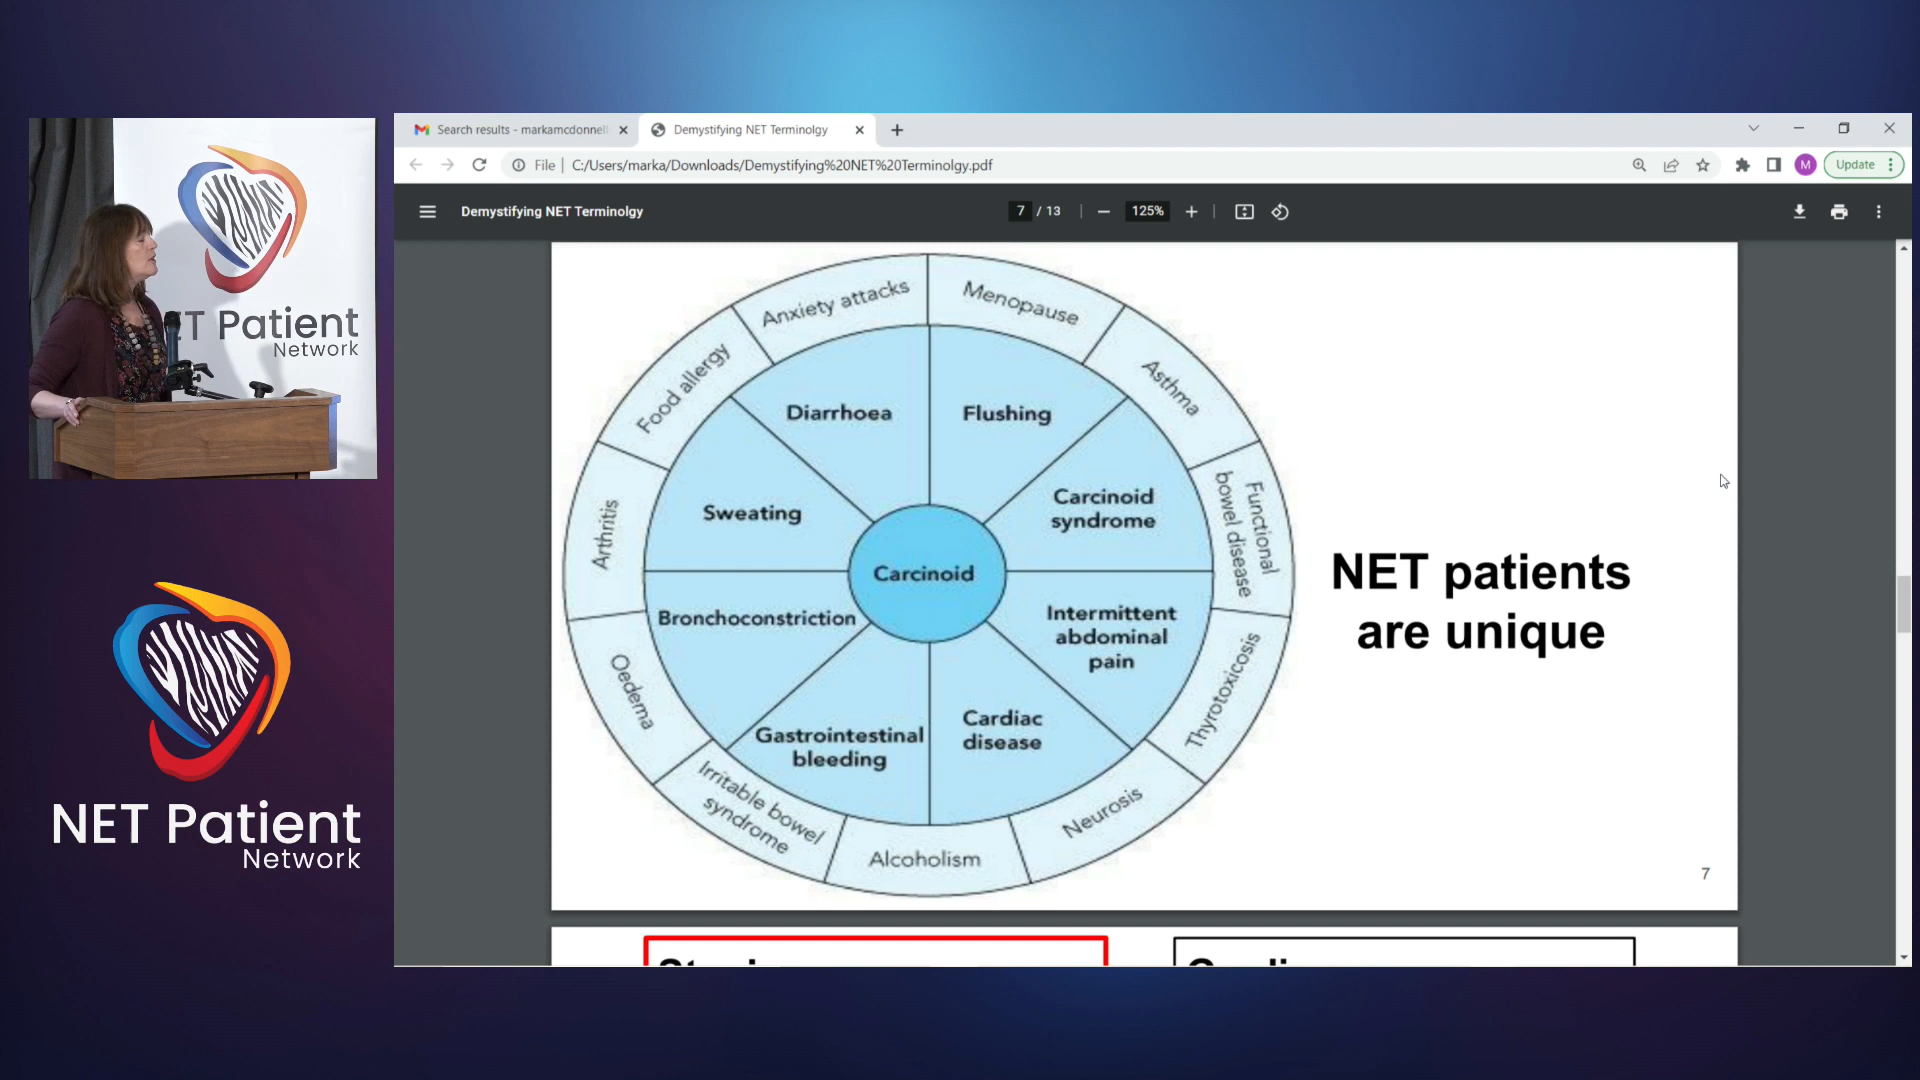 T Patient
Network
NET Patient
Network
Search results - markamcdonnell
Demystifying NET Terminolgy
File | C:/Users/marka/Downloads/Demystifying%20NET%20Terminolgy.pdf
M
Update
Demystifying NET Terminolgy
7 / 13
125%
Anxiety attacks
Menopause
Asthma
Functional
bowel disease
Thyrotoxicosis
Neurosis
Alcoholism
Irritable bowel
syndrome
Oedema
Arthritis
Food allergy
Diarrhoea
Flushing
Carcinoid
syndrome
Intermittent
abdominal
pain
Cardiac
disease
Gastrointestinal
bleeding
Bronchoconstriction
Sweating
Carcinoid
NET patients
are unique
7